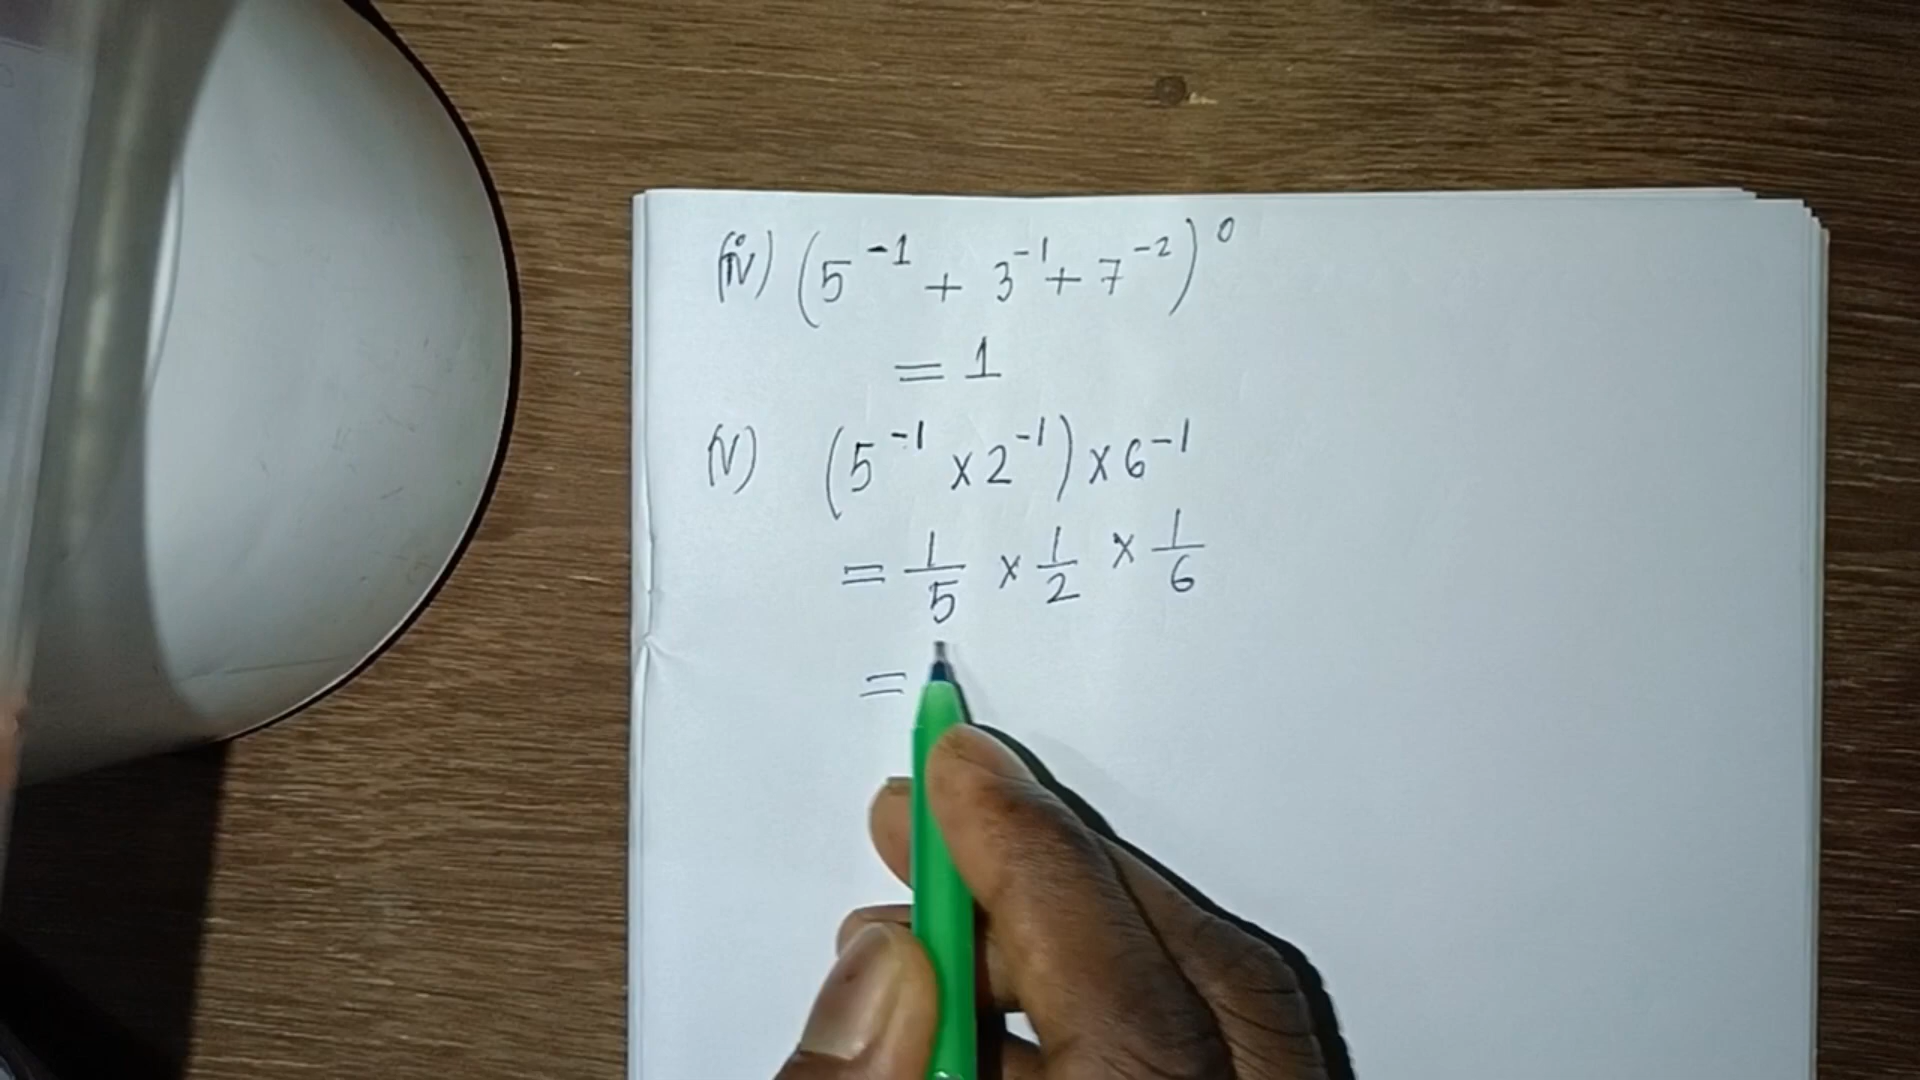 (iv) (5⁻¹ + 3⁻¹ + 7⁻²)⁰
= 1
(v) (5⁻¹ × 2⁻¹) × 6⁻¹
= 1/5 × 1/2 × 1/6
=